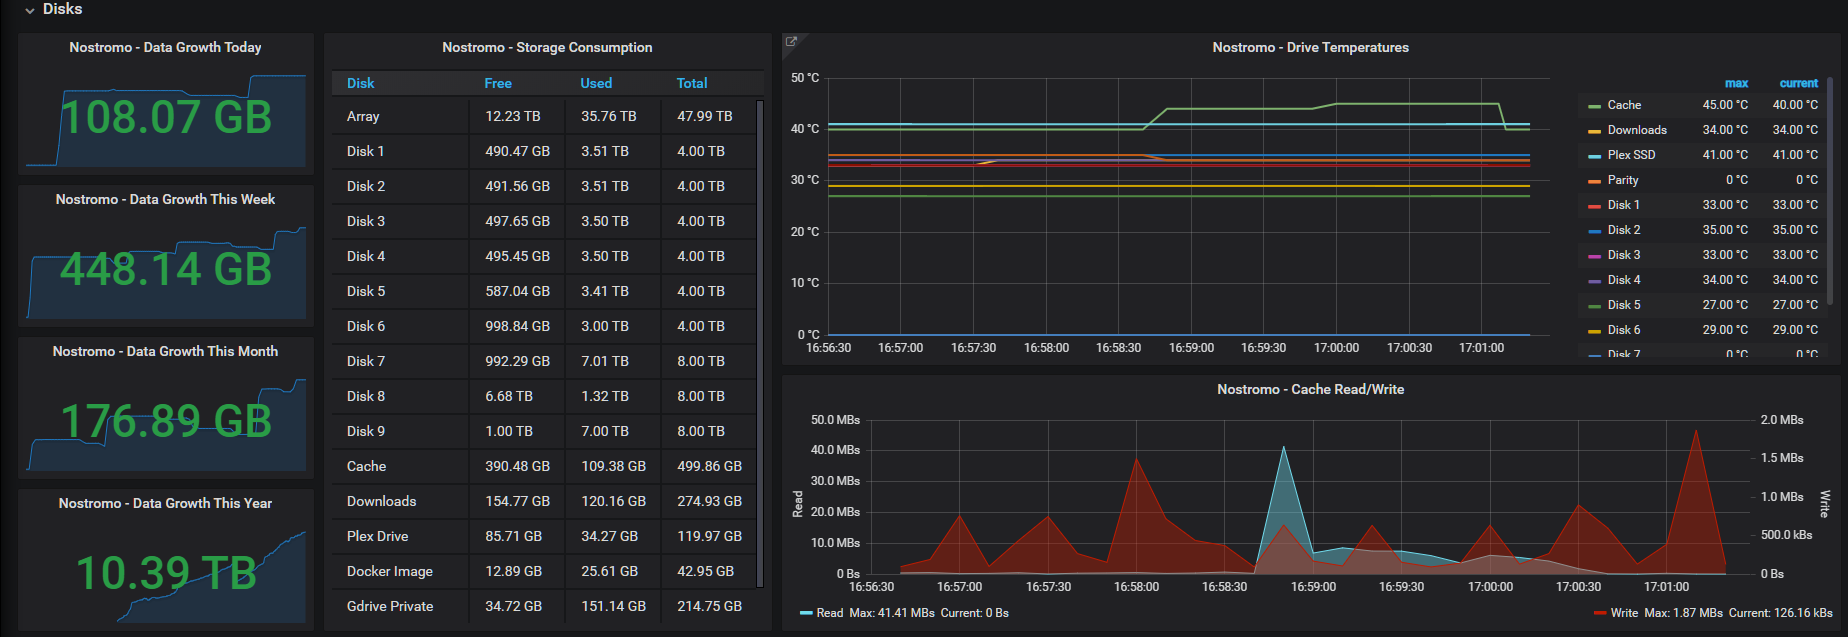 Disks
Nostromo - Data Growth Today
108.07 GB
Nostromo - Data Growth This Week
448.14 GB
Nostromo - Data Growth This Month
176.89 GB
Nostromo - Data Growth This Year
10.39 TB
Nostromo - Storage Consumption
Disk Free Used Total
Array 12.23 TB 35.76 TB 47.99 TB
Disk 1 490.47 GB 3.51 TB 4.00 TB
Disk 2 491.56 GB 3.51 TB 4.00 TB
Disk 3 497.65 GB 3.50 TB 4.00 TB
Disk 4 495.45 GB 3.50 TB 4.00 TB
Disk 5 587.04 GB 3.41 TB 4.00 TB
Disk 6 998.84 GB 3.00 TB 4.00 TB
Disk 7 992.29 GB 7.01 TB 8.00 TB
Disk 8 6.68 TB 1.32 TB 8.00 TB
Disk 9 1.00 TB 7.00 TB 8.00 TB
Cache 390.48 GB 109.38 GB 499.86 GB
Downloads 154.77 GB 120.16 GB 274.93 GB
Plex Drive 85.71 GB 34.27 GB 119.97 GB
Docker Image 12.89 GB 25.61 GB 42.95 GB
Gdrive Private 34.72 GB 151.14 GB 214.75 GB
Nostromo - Drive Temperatures
50 °C
40 °C
30 °C
20 °C
10 °C
0 °C
16:56:30 16:57:00 16:57:30 16:58:00 16:58:30 16:59:00 16:59:30 17:00:00 17:00:30 17:01:00
max current
Cache 45.00 °C 40.00 °C
Downloads 34.00 °C 34.00 °C
Plex SSD 41.00 °C 41.00 °C
Parity 0 °C 0 °C
Disk 1 33.00 °C 33.00 °C
Disk 2 35.00 °C 35.00 °C
Disk 3 33.00 °C 33.00 °C
Disk 4 34.00 °C 34.00 °C
Disk 5 27.00 °C 27.00 °C
Disk 6 29.00 °C 29.00 °C
Disk 7 0 °C 0 °C
Nostromo - Cache Read/Write
Read
50.0 MBs
40.0 MBs
30.0 MBs
20.0 MBs
10.0 MBs
0 Bs
2.0 MBs
1.5 MBs
1.0 MBs
500.0 kBs
0 Bs
Write
16:56:30 16:57:00 16:57:30 16:58:00 16:58:30 16:59:00 16:59:30 17:00:00 17:00:30 17:01:00
Read Max: 41.41 MBs Current: 0 Bs
Write Max: 1.87 MBs Current: 126.16 kBs